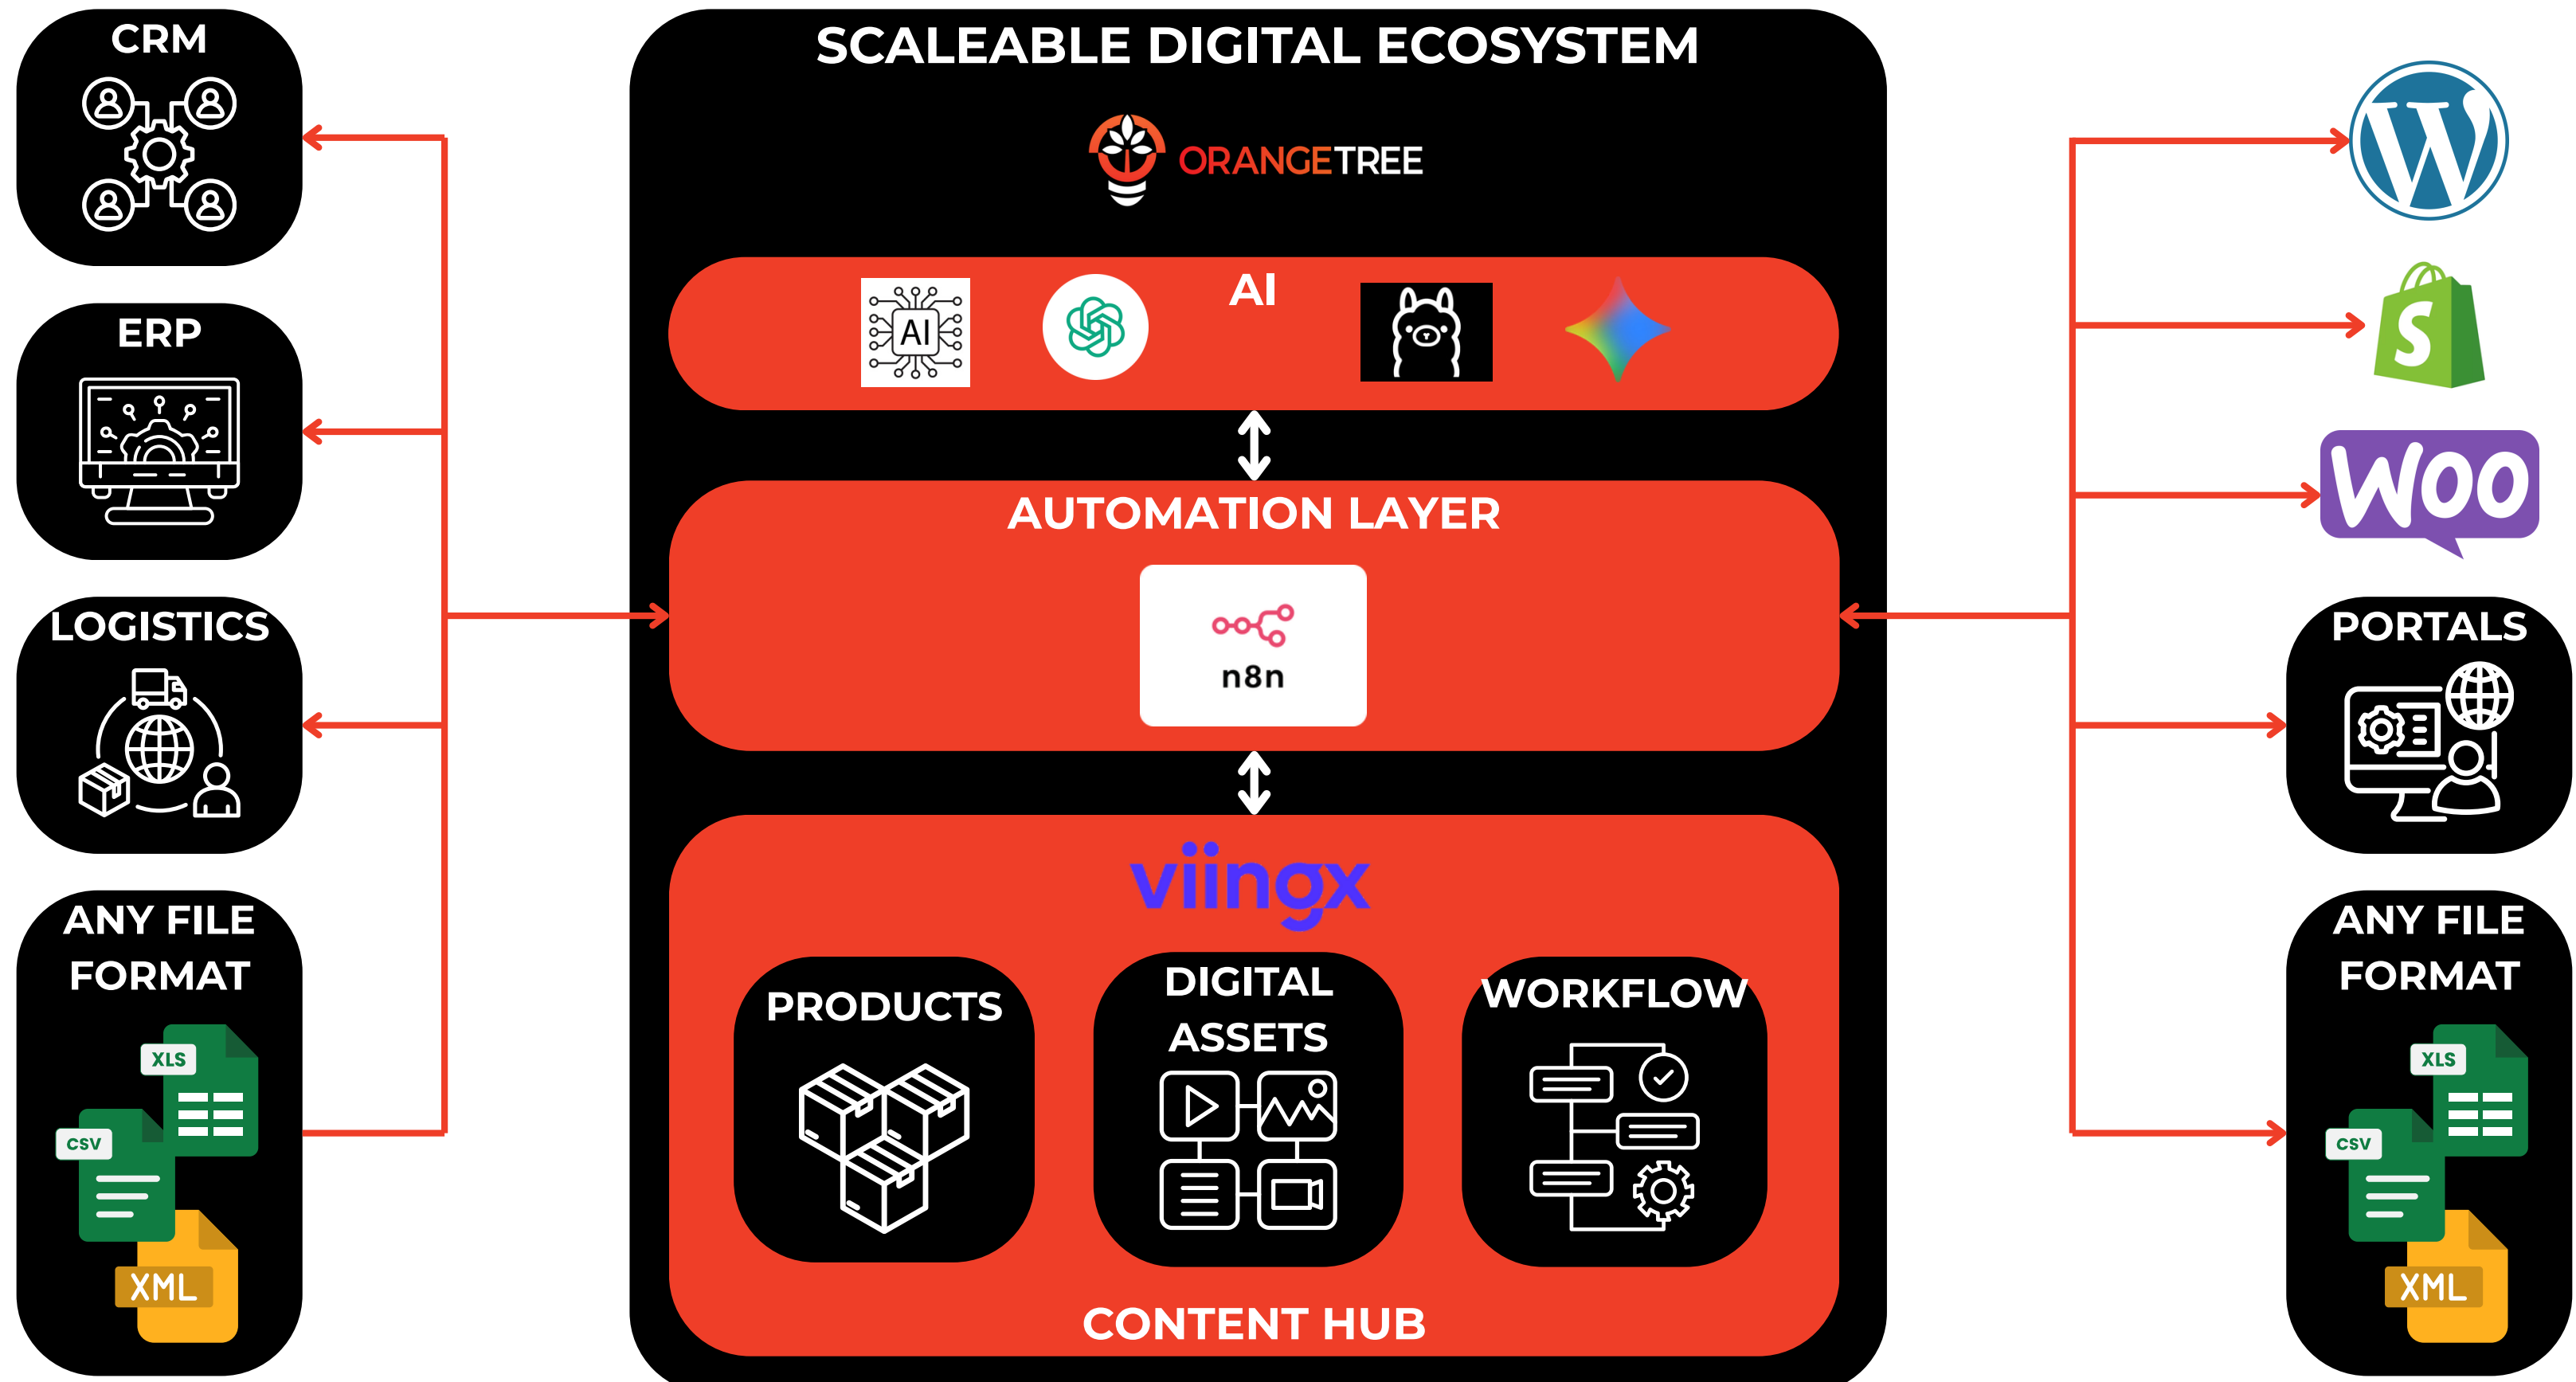 CRM
ERP
LOGISTICS
ANY FILE
FORMAT
XLS
CSV
XML
SCALEABLE DIGITAL ECOSYSTEM
ORANGETREE
AI
AI
AUTOMATION LAYER
n8n
viingx
PRODUCTS
DIGITAL
ASSETS
WORKFLOW
CONTENT HUB
W
S
WOO
PORTALS
ANY FILE
FORMAT
XLS
CSV
XML